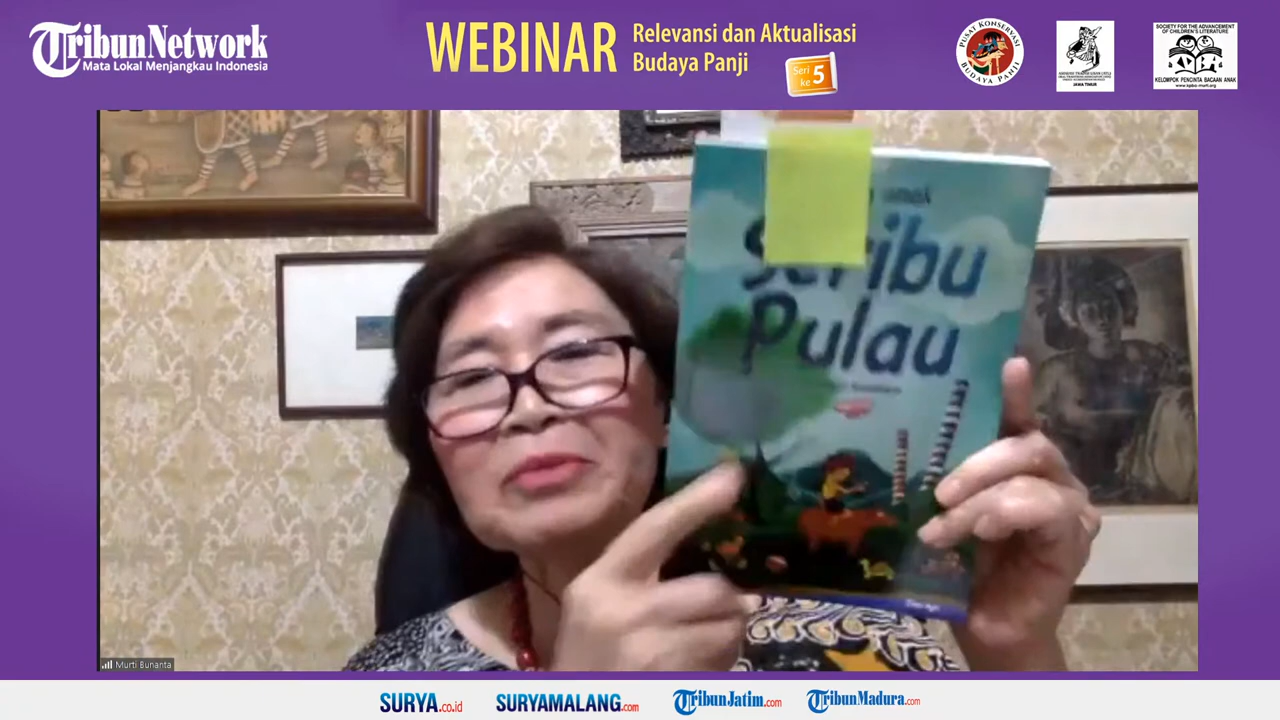 TribunNetwork
Mata Lokal Menjangkau Indonesia
WEBINAR
Relevansi dan Aktualisasi
Budaya Panji
Seri
ke 5
PUSAT KONSERVASI
BUDAYA PANJI
JAWA TIMUR
SOCIETY FOR THE ADVANCEMENT
OF CHILDREN'S LITERATURE
KELOMPOK PENCINTA BACAAN ANAK
Seribu
Pulau
Murti Bunanta
SURYA.co.id
SURYAMALANG.com
TribunJatim.com
TribunMadura.com